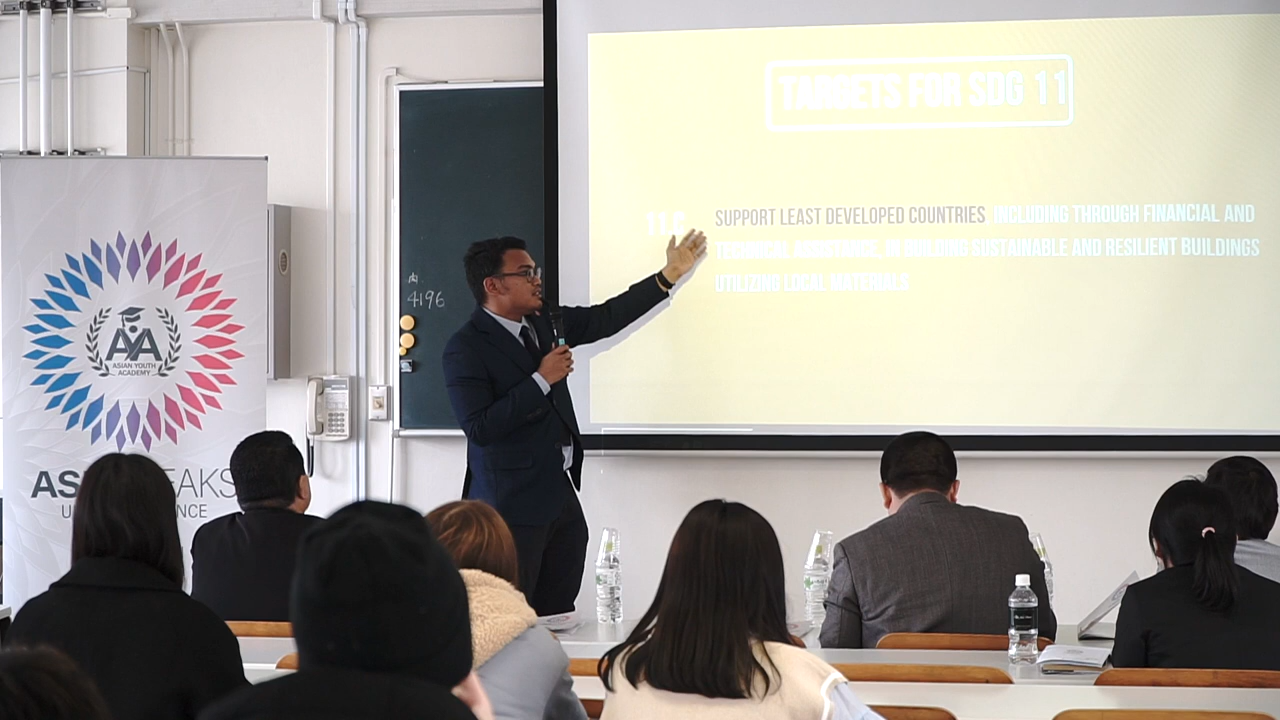 TARGETS FOR SDG 11
11.C
SUPPORT LEAST DEVELOPED COUNTRIES INCLUDING THROUGH FINANCIAL AND
TECHNICAL ASSISTANCE, IN BUILDING SUSTAINABLE AND RESILIENT BUILDINGS
UTILIZING LOCAL MATERIALS
4196
AYA
ASIAN YOUTH
ACADEMY